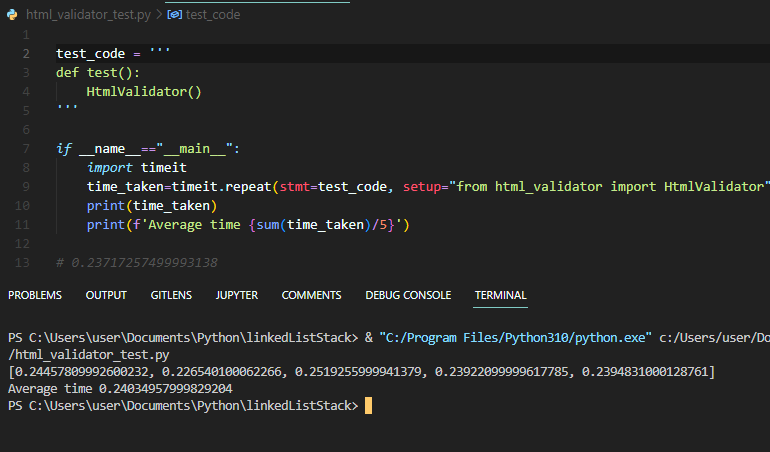 html_validator_test.py > test_code
1
2 test_code = '''
3 def test():
4     HtmlValidator()
5 '''
6
7 if __name__=="__main__":
8     import timeit
9     time_taken=timeit.repeat(stmt=test_code, setup="from html_validator import HtmlValidator"
10     print(time_taken)
11     print(f'Average time {sum(time_taken)/5}')
12
13 # 0.23717257499993138
PROBLEMS OUTPUT GITLENS JUPYTER COMMENTS DEBUG CONSOLE TERMINAL
PS C:\Users\user\Documents\Python\linkedListStack> & "C:/Program Files/Python310/python.exe" c:/Users/user/Do
/html_validator_test.py
[0.24457809992600232, 0.226540100062266, 0.2519255999941379, 0.23922099999617785, 0.2394831000128761]
Average time 0.24034957999829204
PS C:\Users\user\Documents\Python\linkedListStack>